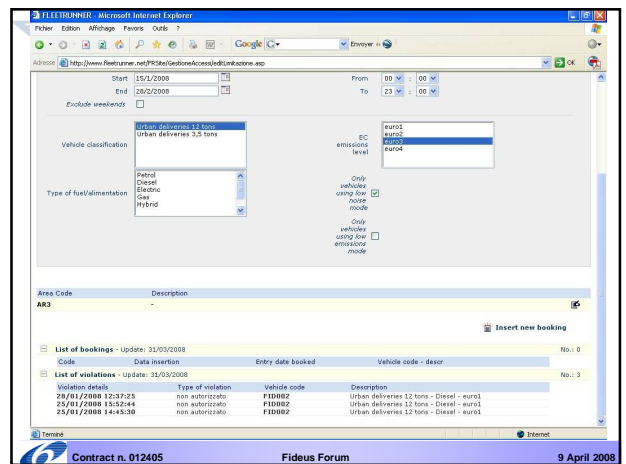 FLEETRUNNER - Microsoft Internet Explorer
Fichier Edition Affichage Favoris Outils ?
Google G Envoyer
Adresse http://www.fleetrunner.net/FRSite/GestioneAccessi/editLimitazione.asp OK
Start 15/1/2008 From 00 : 00
End 28/2/2008 To 23 : 00
Exclude weekends
Vehicle classification
Urban deliveries 12 tons
Urban deliveries 3,5 tons
EC emissions level
euro1
euro2
euro3
euro4
Type of fuel/alimentation
Petrol
Diesel
Electric
Gas
Hybrid
Only
vehicles
using low
noise
mode
Only
vehicles
using low
emissions
mode
Area Code Description
AR3 -
Insert new booking
List of bookings - Update: 31/03/2008 No.: 0
Code Data insertion Entry date booked Vehicle code - descr
List of violations - Update: 31/03/2008 No.: 3
Violation details Type of violation Vehicle code Description
28/01/2008 12:37:25 non autorizzato FID002 Urban deliveries 12 tons - Diesel - euro1
25/01/2008 15:52:44 non autorizzato FID002 Urban deliveries 12 tons - Diesel - euro1
25/01/2008 14:45:30 non autorizzato FID002 Urban deliveries 12 tons - Diesel - euro1
Terminé Internet
Contract n. 012405 Fideus Forum 9 April 2008